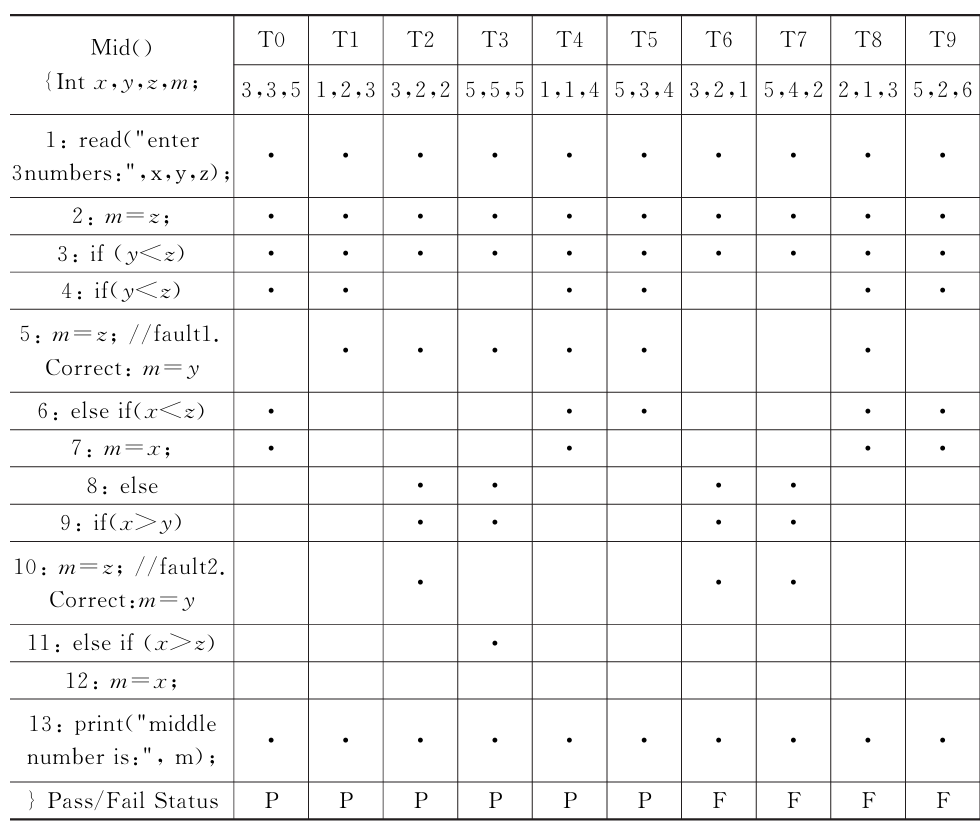 Mid()
{Int x,y,z,m;
T0 T1 T2 T3 T4 T5 T6 T7 T8 T9
3,3,5 1,2,3 3,2,2 5,5,5 1,1,4 5,3,4 3,2,1 5,4,2 2,1,3 5,2,6
1: read("enter
3numbers:",x,y,z);
• • • • • • • • • •
2: m=z; • • • • • • • • • •
3: if (y<z) • • • • • • • • • •
4: if(y<z) • • • • • •
5: m=z; //fault1.
Correct: m=y
• • • • • •
6: else if(x<z) • • • • •
7: m=x; • • • •
8: else • • • •
9: if(x>y) • • • •
10: m=z; //fault2.
Correct:m=y
• • •
11: else if (x>z) •
12: m=x;
13: print("middle
number is:", m);
• • • • • • • • • •
} Pass/Fail Status P P P P P P F F F F